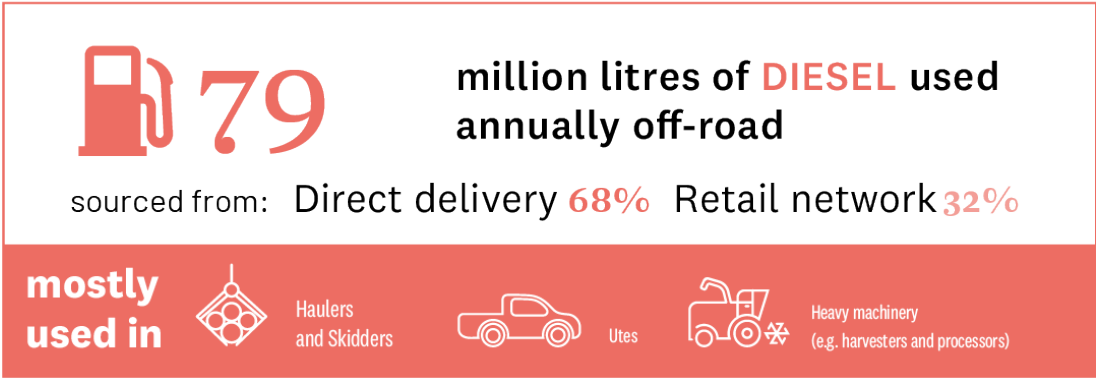 79 million litres of DIESEL used
annually off-road
sourced from: Direct delivery 68% Retail network 32%
mostly
used in
Haulers
and Skidders
Utes
Heavy machinery
(e.g. harvesters and processors)